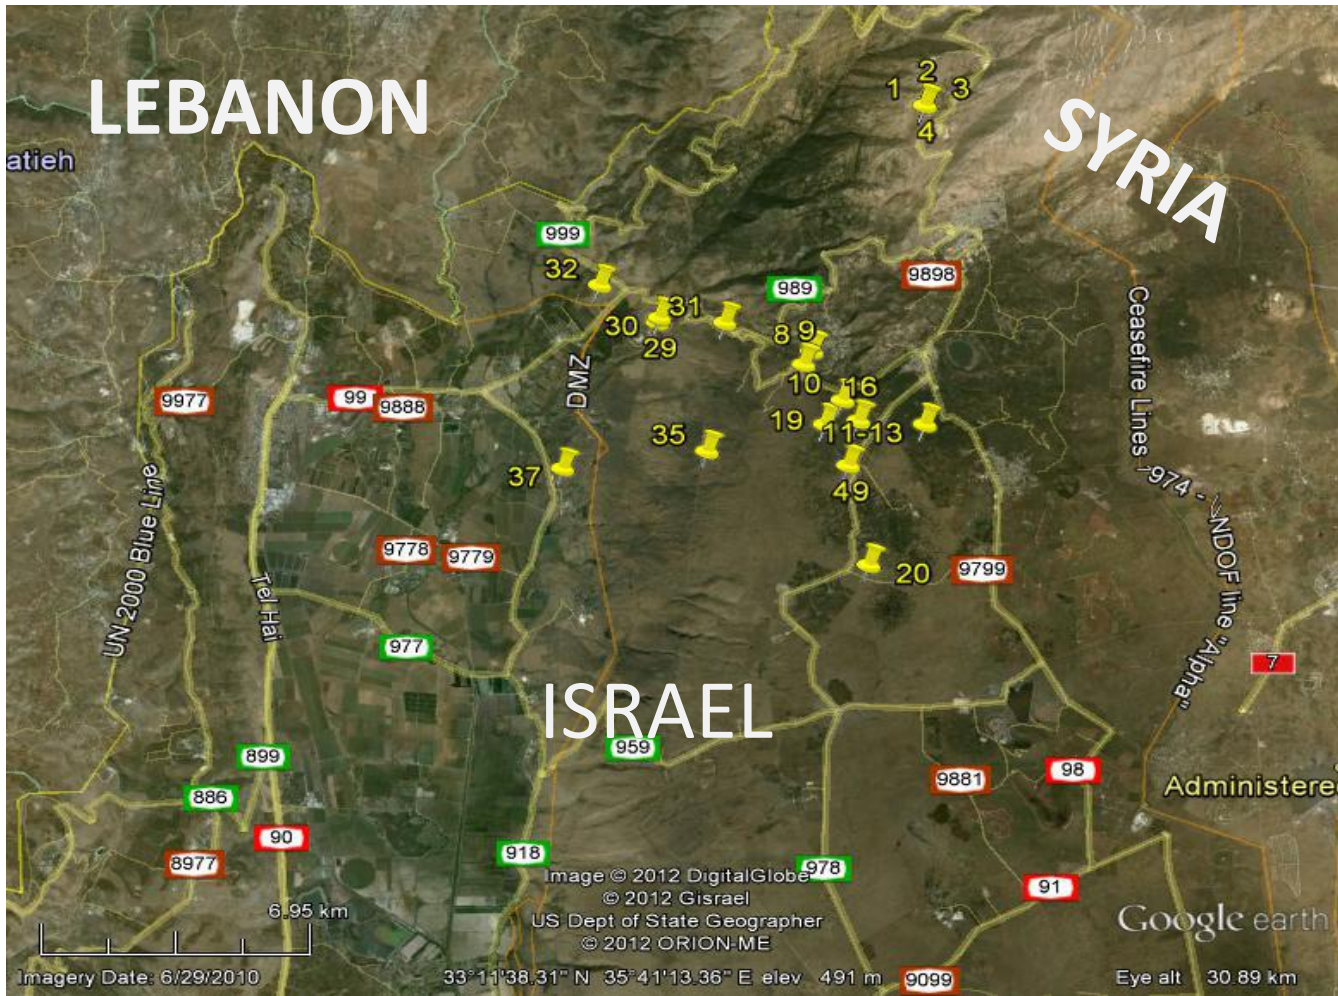 LEBANON
SYRIA
ISRAEL
atieh
1
2
3
4
999
32
31
30
29
989
9898
8
9
10
16
19
11-13
35
37
49
20
DMZ
Ceasefire Lines
-974 -
NDOF line "Alpha"
9977
99
9888
UN 2000 Blue Line
Tel Hai
9778
9779
9799
977
7
959
899
886
90
8977
918
978
9881
98
91
9099
Administere
6.95 km
Image © 2012 DigitalGlobe
© 2012 Gisrael
US Dept of State Geographer
© 2012 ORION-ME
Google earth
Imagery Date: 6/29/2010
33°11'38.31" N 35°41'13.36" E elev 491 m
Eye alt 30.89 km